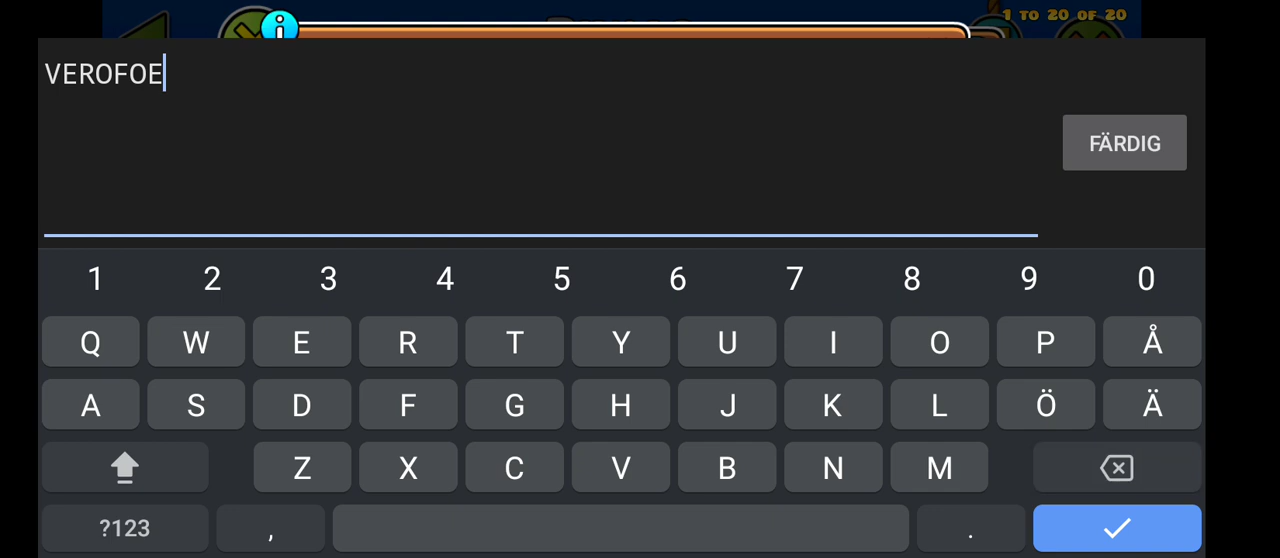 1 TO 20 OF 20
i
VEROFOE
FÄRDIG
1 2 3 4 5 6 7 8 9 0
Q W E R T Y U I O P Å
A S D F G H J K L Ö Ä
Z X C V B N M
?123 , .